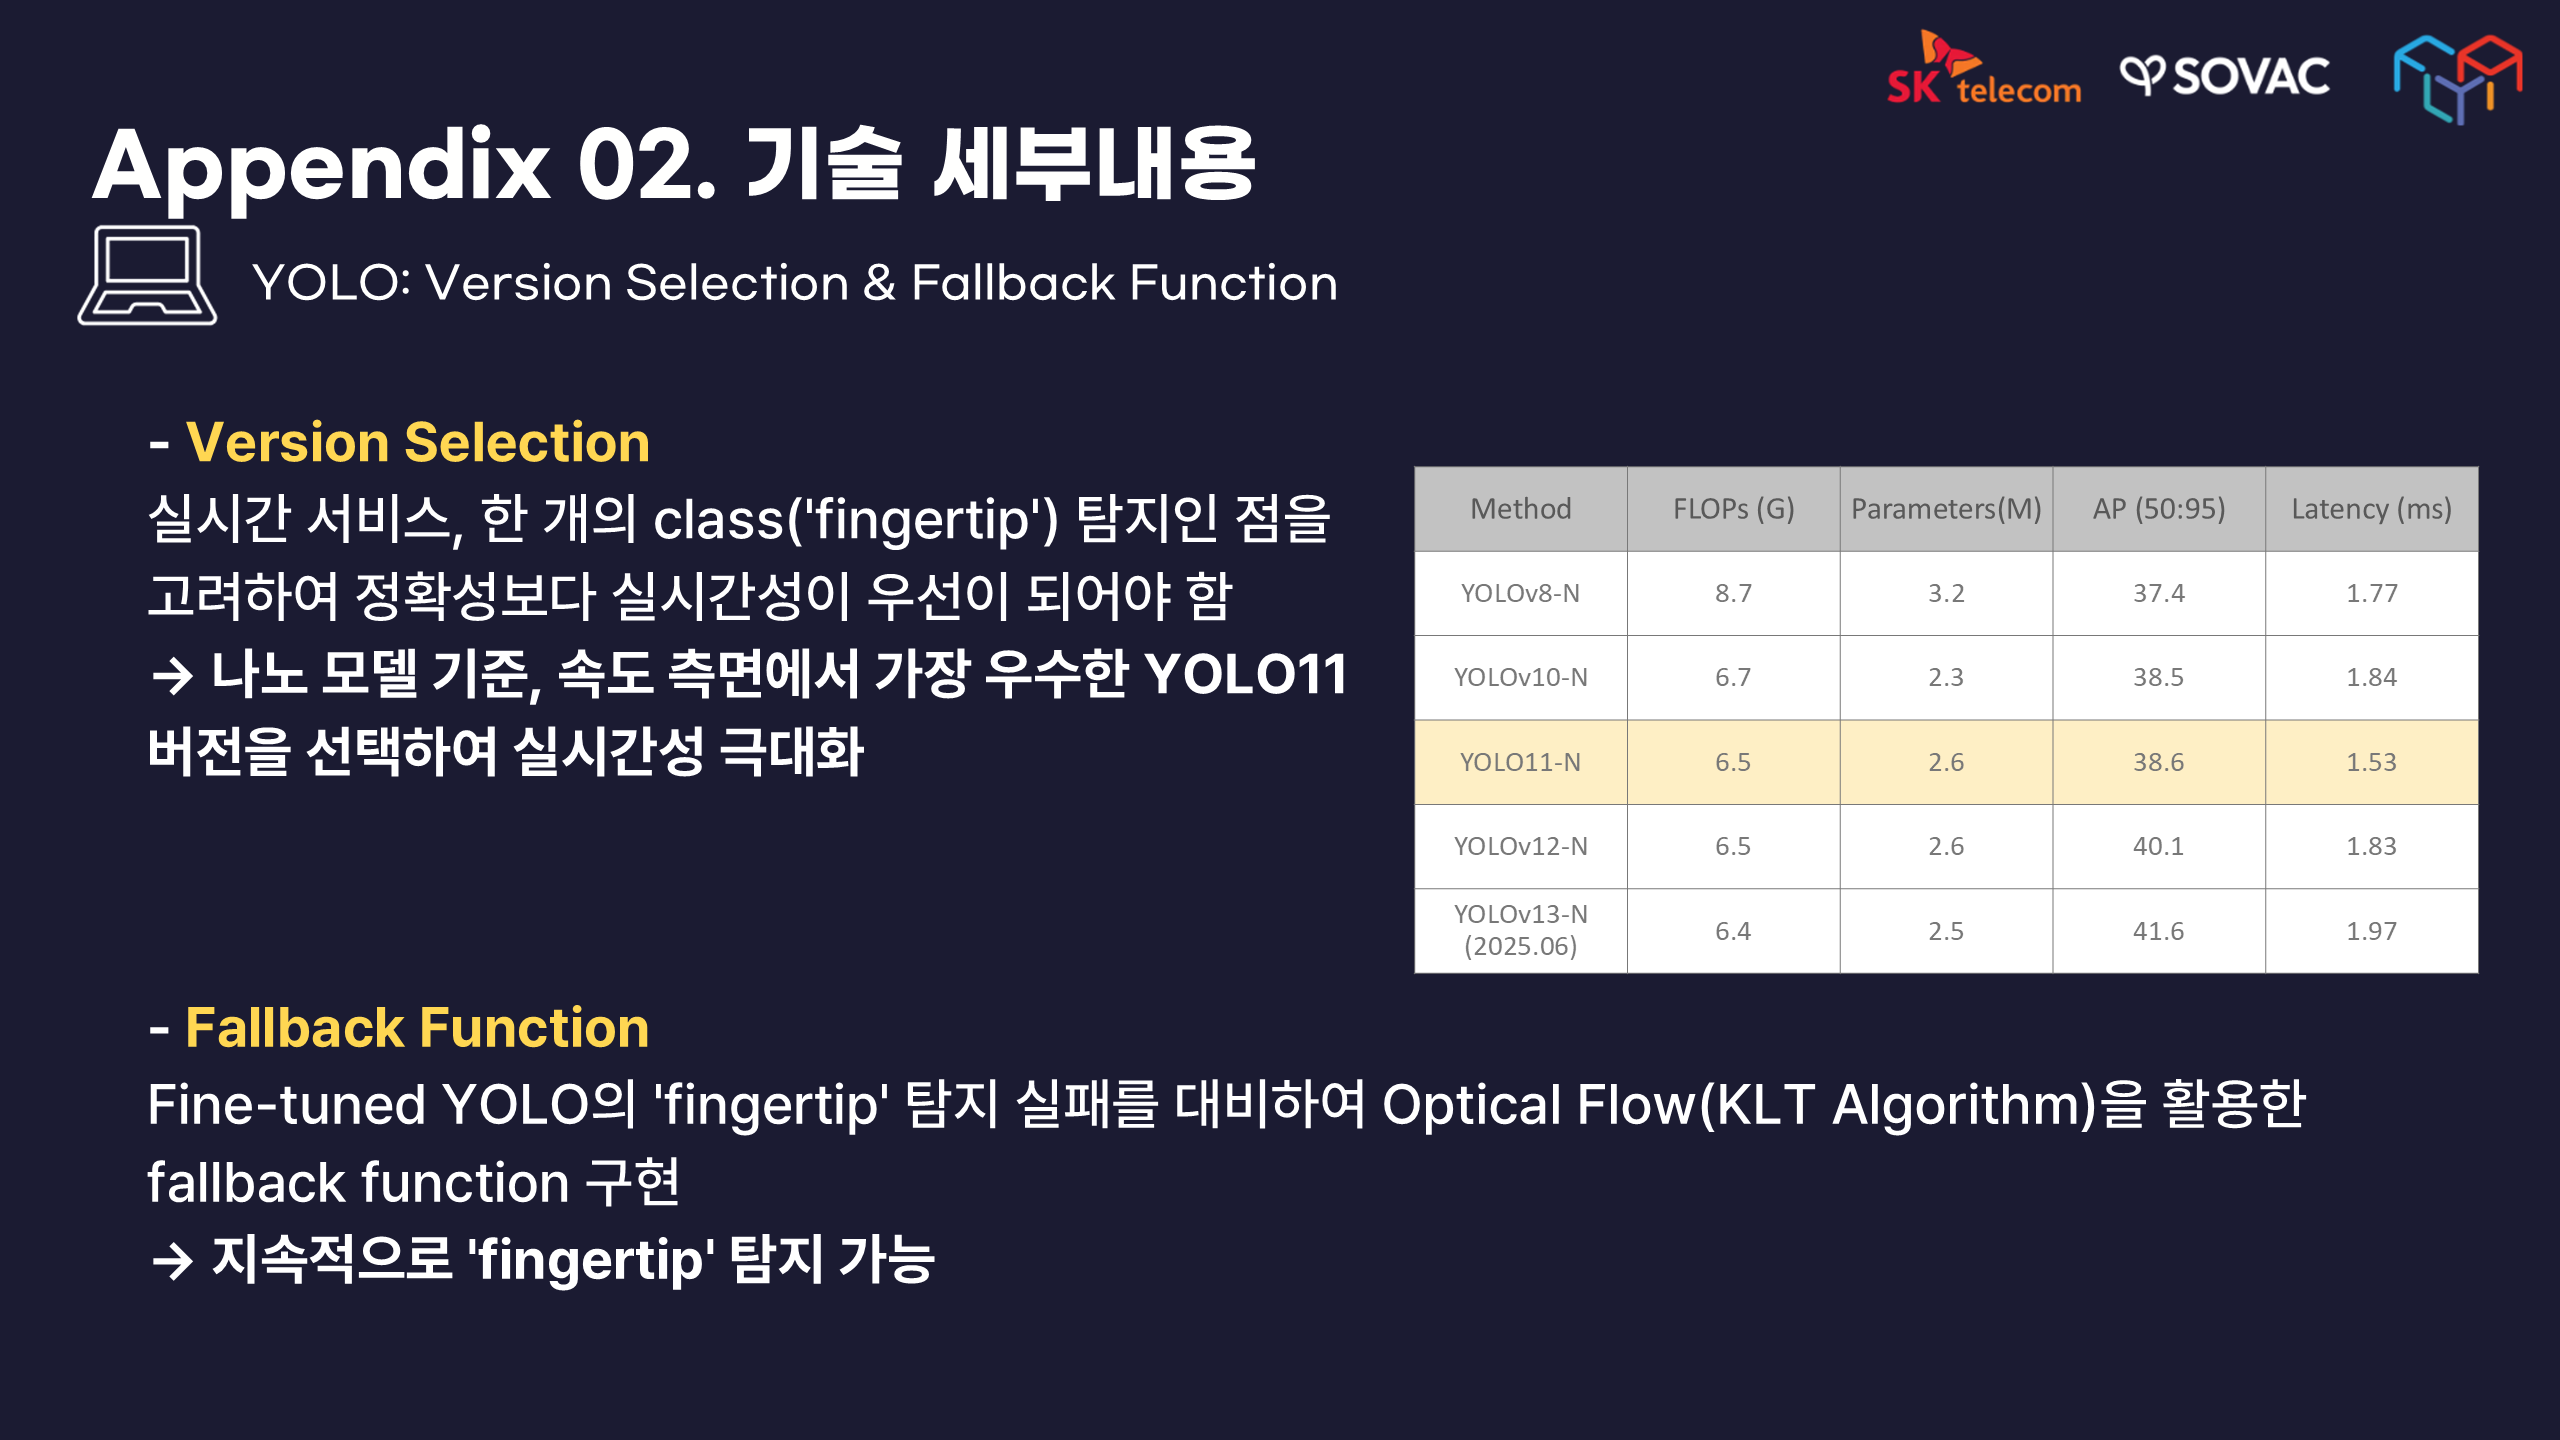 SK telecom
SOVAC
Appendix 02. 기술 세부내용
YOLO: Version Selection & Fallback Function
- Version Selection
실시간 서비스, 한 개의 class('fingertip') 탐지인 점을
고려하여 정확성보다 실시간성이 우선이 되어야 함
→ 나노 모델 기준, 속도 측면에서 가장 우수한 YOLO11
버전을 선택하여 실시간성 극대화
Method FLOPs (G) Parameters(M) AP (50:95) Latency (ms)
YOLOv8-N 8.7 3.2 37.4 1.77
YOLOv10-N 6.7 2.3 38.5 1.84
YOLO11-N 6.5 2.6 38.6 1.53
YOLOv12-N 6.5 2.6 40.1 1.83
YOLOv13-N
(2025.06) 6.4 2.5 41.6 1.97
- Fallback Function
Fine-tuned YOLO의 'fingertip' 탐지 실패를 대비하여 Optical Flow(KLT Algorithm)을 활용한
fallback function 구현
→ 지속적으로 'fingertip' 탐지 가능